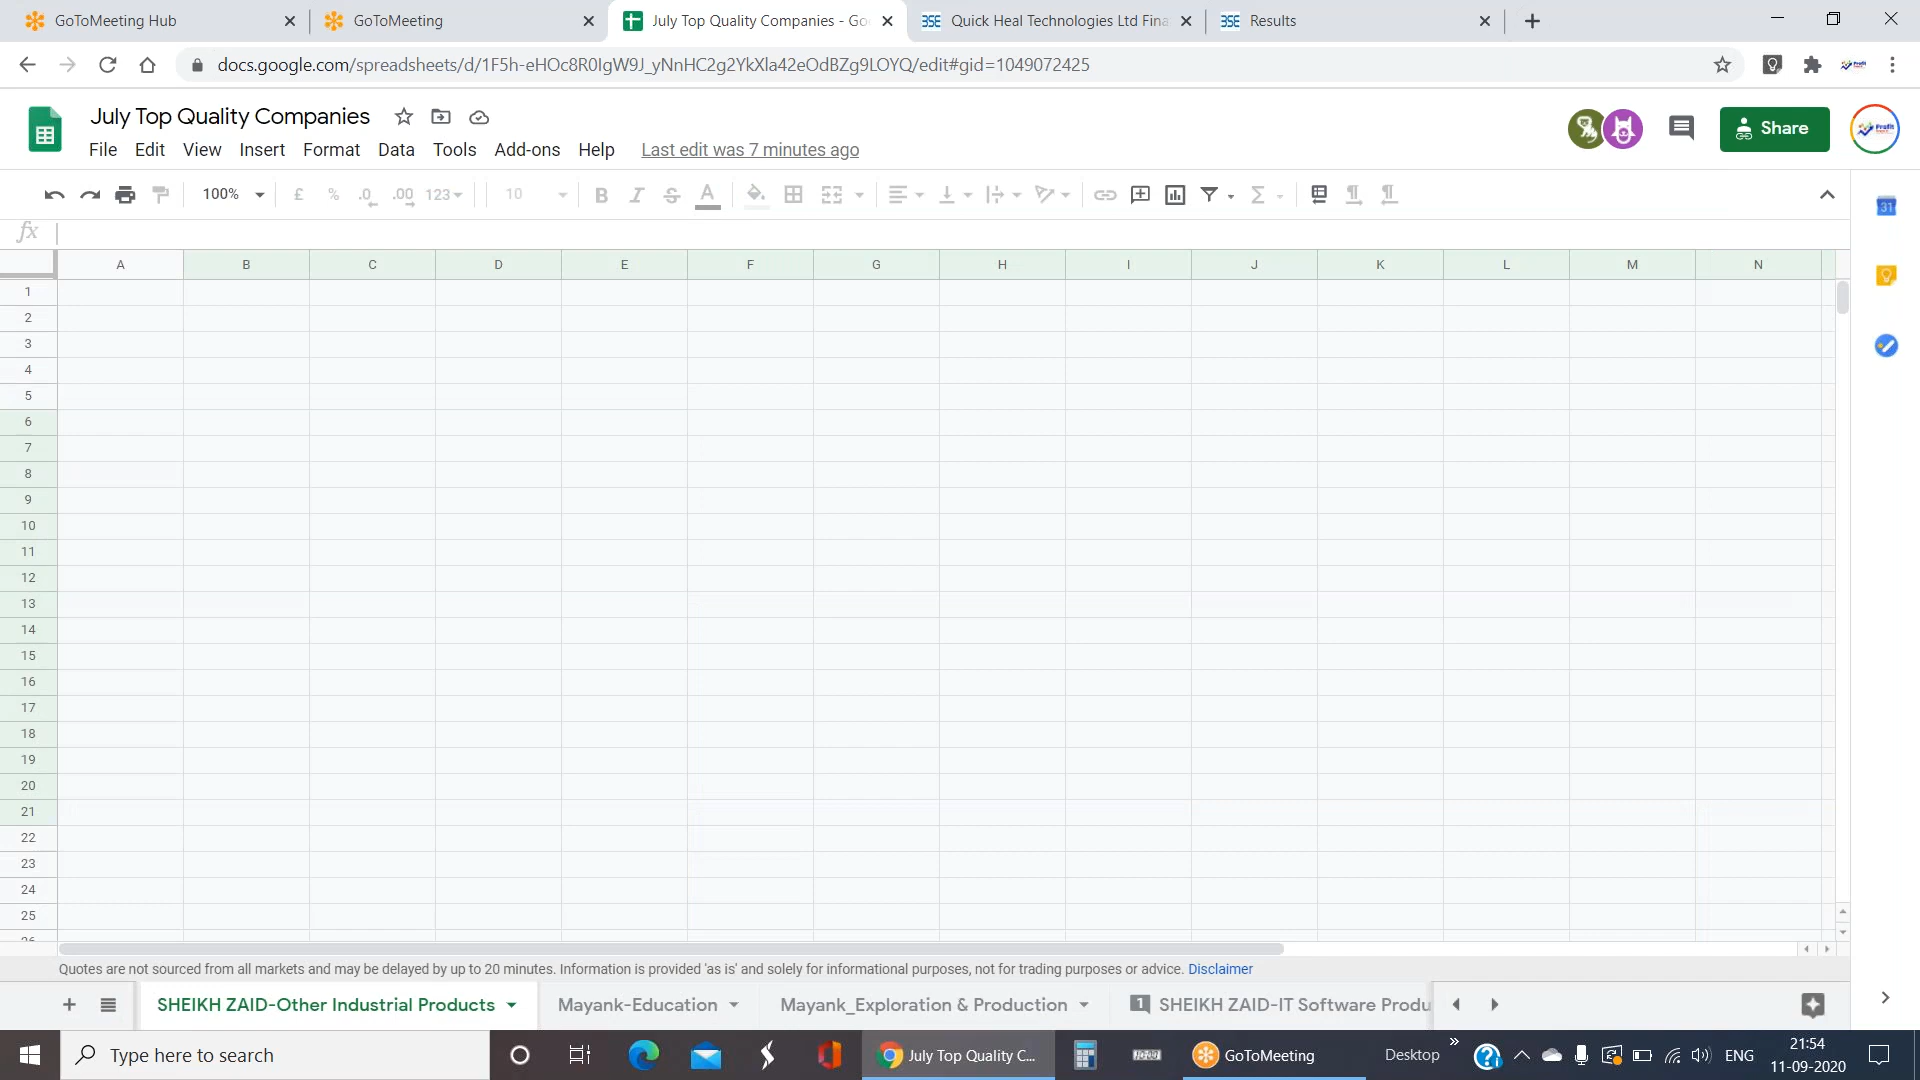 GoToMeeting Hub
GoToMeeting
July Top Quality Companies - Goo
Quick Heal Technologies Ltd Fina
Results
docs.google.com/spreadsheets/d/1F5h-eHOc8R0IgW9J_yNnHC2g2YkXla42eOdBZg9LOYQ/edit#gid=1049072425
July Top Quality Companies
Share
File Edit View Insert Format Data Tools Add-ons Help Last edit was 7 minutes ago
100% £ % .0 .00 123 10 B I S A
fx
A B C D E F G H I J K L M N
1
2
3
4
5
6
7
8
9
10
11
12
13
14
15
16
17
18
19
20
21
22
23
24
25
26
Quotes are not sourced from all markets and may be delayed by up to 20 minutes. Information is provided 'as is' and solely for informational purposes, not for trading purposes or advice. Disclaimer
SHEIKH ZAID-Other Industrial Products Mayank-Education Mayank_Exploration & Production 1 SHEIKH ZAID-IT Software Produ
Type here to search
July Top Quality C...
GoToMeeting
Desktop
ENG
21:54
11-09-2020